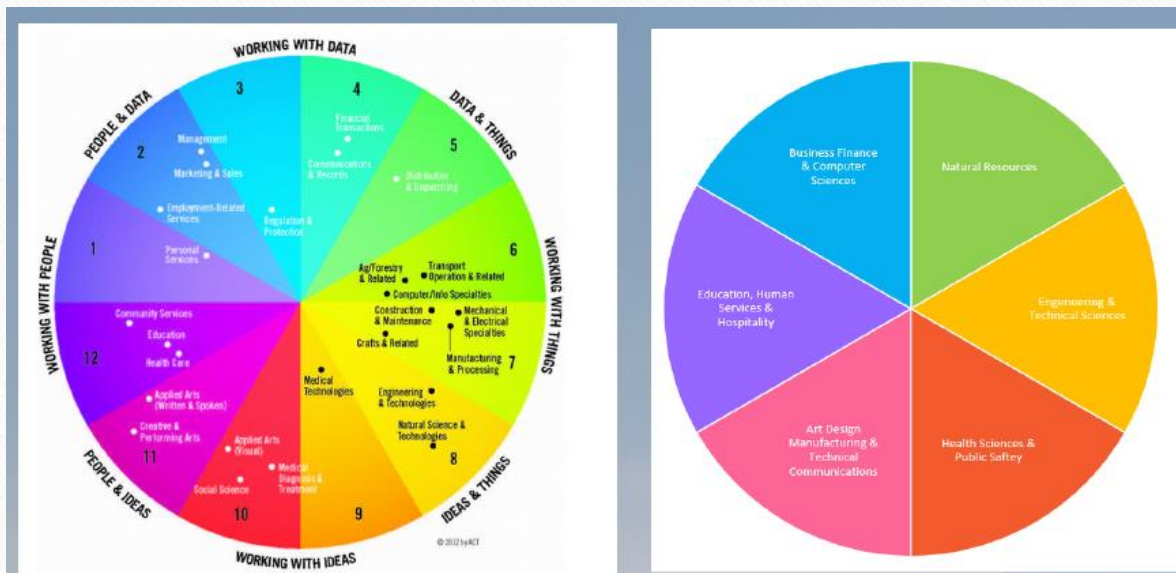 WORKING WITH DATA
DATA & THINGS
WORKING WITH THINGS
IDEAS & THINGS
WORKING WITH IDEAS
PEOPLE & IDEAS
WORKING WITH PEOPLE
PEOPLE & DATA
3
4
2
5
1
6
12
7
11
8
10
9
Management
Marketing & Sales
Employment-Related
Services
Personal
Services
Regulation &
Protection
Financial
Transactions
Communications
& Records
Distribution
& Dispatching
Ag/Forestry
& Related
Transport
Operation & Related
Computer/Info Specialties
Construction
& Maintenance
Mechanical
& Electrical
Specialties
Crafts & Related
Manufacturing
& Processing
Medical
Technologies
Engineering
& Technologies
Natural Science &
Technologies
Community Services
Education
Health Care
Applied Arts
(Written & Spokes)
Creative &
Performing Arts
Applied Arts
(Visual)
Social Science
Medical
Diagnosis &
Treatment
© 2012 by ACT
Business Finance
& Computer
Sciences
Natural Resources
Education, Human
Services &
Hospitality
Engeneering &
Technical Sciences
Art Design
Manufacturing &
Technical
Communications
Health Sciences &
Public Saftey